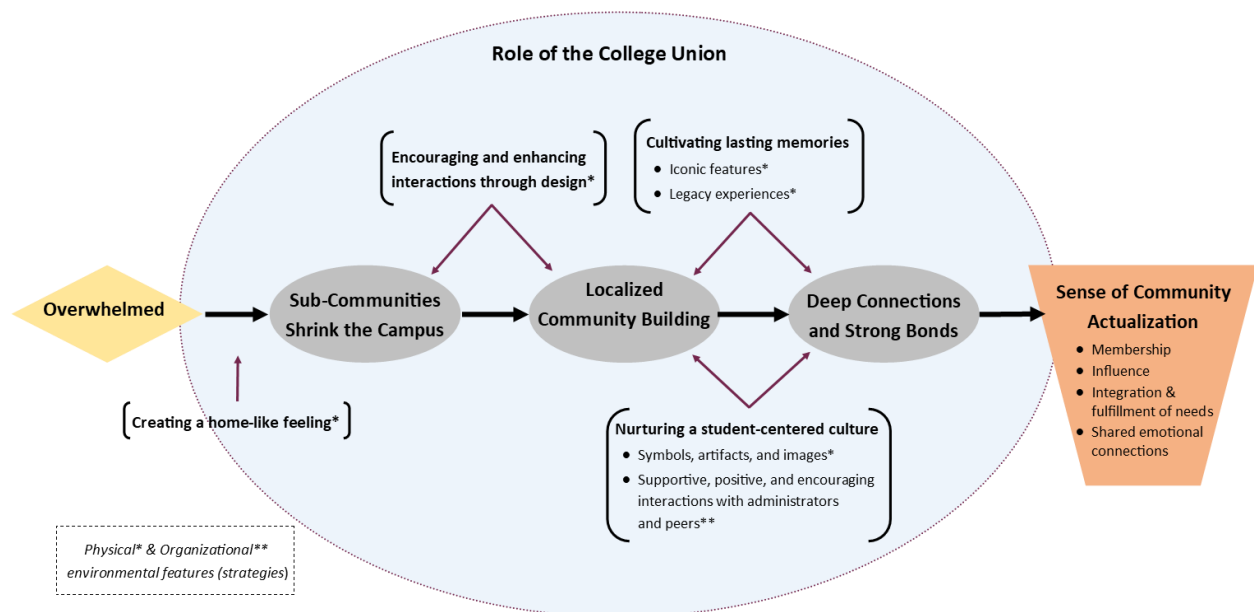 Role of the College Union
Encouraging and enhancing
interactions through design*
Cultivating lasting memories
● Iconic features*
● Legacy experiences*
Overwhelmed
Sub-Communities
Shrink the Campus
Localized
Community Building
Deep Connections
and Strong Bonds
Sense of Community
Actualization
● Membership
● Influence
● Integration &
fulfillment of needs
● Shared emotional
connections
Creating a home-like feeling*
Nurturing a student-centered culture
● Symbols, artifacts, and images*
● Supportive, positive, and encouraging
interactions with administrators
and peers**
Physical* & Organizational**
environmental features (strategies)